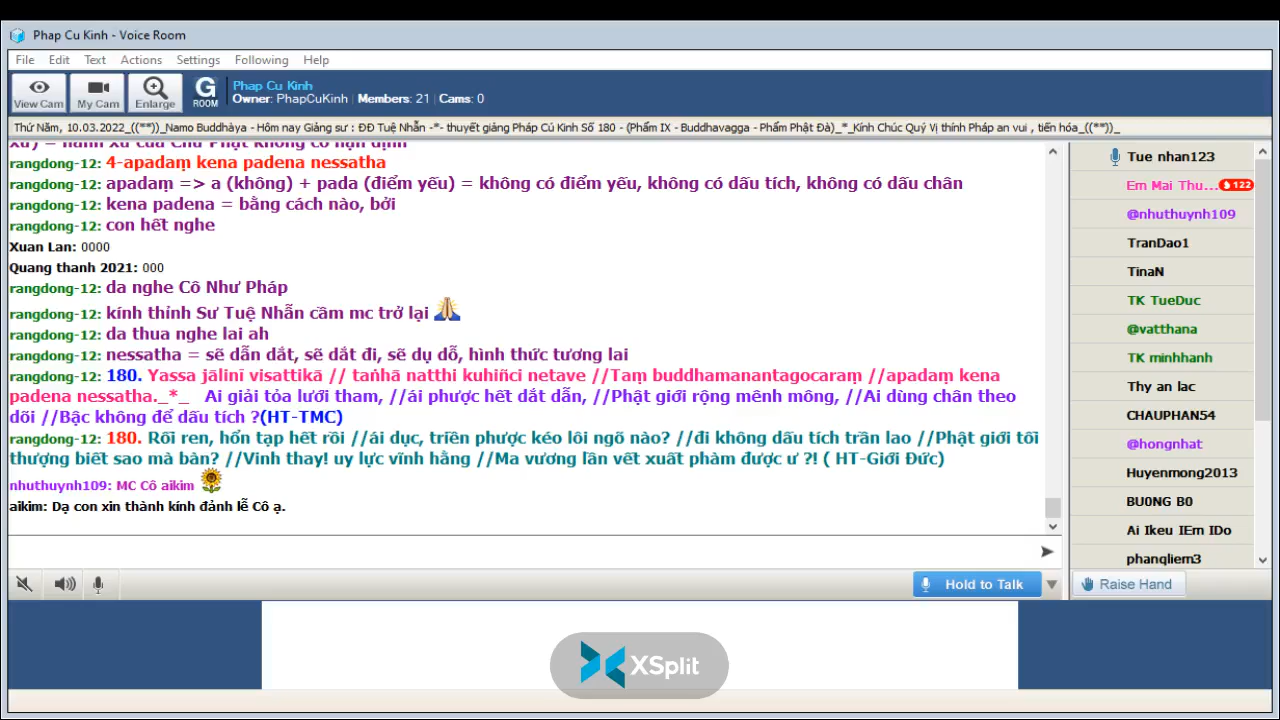 Phap Cu Kinh - Voice Room
File Edit Text Actions Settings Following Help
View Cam My Cam Enlarge G ROOM
Phap Cu Kinh
Owner: PhapCuKinh | Members: 21 | Cams: 0
Thứ Năm, 10.03.2022_((**))_Namo Buddhàya - Hôm nay Giảng sư : ĐĐ Tuệ Nhẫn -*- thuyết giảng Pháp Cú Kinh Số 180 - (Phẩm IX - Buddhavagga - Phẩm Phật Đà)_*_Kính Chúc Quý Vị thính Pháp an vui , tiến hóa_((**))_
rangdong-12: 4-apadaṃ kena padena nessatha
rangdong-12: apadaṃ => a (không) + pada (điểm yếu) = không có điểm yếu, không có dấu tích, không có dấu chân
rangdong-12: kena padena = bằng cách nào, bởi
rangdong-12: con hết nghe
Xuan Lan: 0000
Quang thanh 2021: 000
rangdong-12: da nghe Cô Như Pháp
rangdong-12: kính thỉnh Sư Tuệ Nhẫn cầm mc trở lại
rangdong-12: da thua nghe lai ah
rangdong-12: nessatha = sẽ dẫn dắt, sẽ dắt đi, sẽ dụ dỗ, hình thức tương lai
rangdong-12: 180. Yassa jālinī visattikā // taṅhā natthi kuhiñci netave //Taṃ buddhamanantagocaraṃ //apadaṃ kena
padena nessatha._*_ Ai giải tỏa lưới tham, //ái phược hết dắt dẫn, //Phật giới rộng mênh mông, //Ai dùng chân theo
dõi //Bậc không để dấu tích ?(HT-TMC)
rangdong-12: 180. Rối ren, hổn tạp hết rồi //ái dục, triền phược kéo lôi ngõ nào? //đi không dấu tích trần lao //Phật giới tối
thượng biết sao mà bàn? //Vinh thay! uy lực vĩnh hằng //Ma vương lần vết xuất phàm được ư ?! ( HT-Giới Đức)
nhuthuynh109: MC Cô aikim
aikim: Dạ con xin thành kính đảnh lễ Cô ạ.
Tue nhan123
Em Mai Thu... 122
@nhuthuynh109
TranDao1
TinaN
TK TueDuc
@vatthana
TK minhhanh
Thy an lac
CHAUPHAN54
@hongnhat
Huyenmong2013
BU0NG B0
Ai Ikeu IEm IDo
phangliem3
Hold to Talk
Raise Hand
XSplit